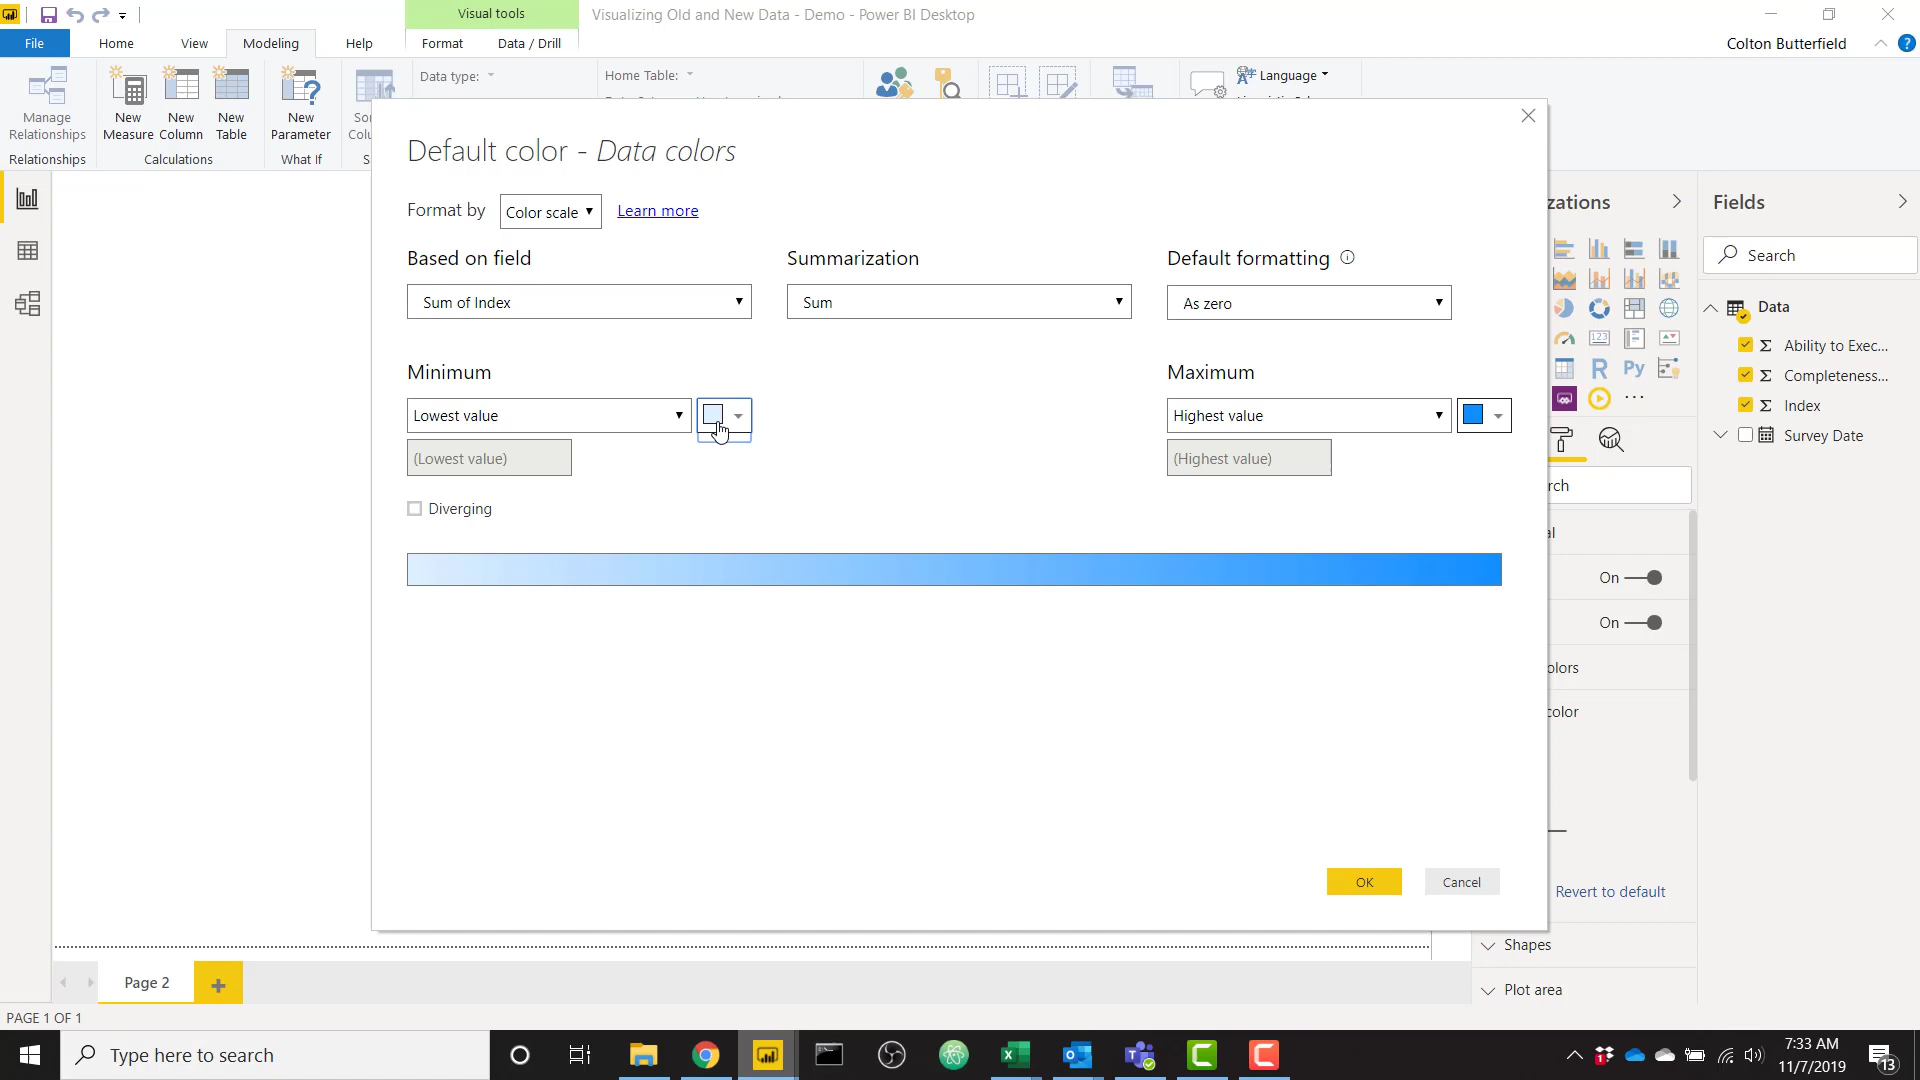 Visual tools
Visualizing Old and New Data - Demo - Power BI Desktop
File
Home
View
Modeling
Help
Format
Data / Drill
Colton Butterfield
?
Manage
Relationships
Relationships
New
Measure
New
Column
New
Table
Calculations
New
Parameter
What If
Data type:
Home Table:
Language
Default color - Data colors
Format by
Color scale
Learn more
Based on field
Summarization
Default formatting
Sum of Index
Sum
As zero
Minimum
Maximum
Lowest value
Highest value
(Lowest value)
(Highest value)
Diverging
OK
Cancel
zations
123
R
Py
rch
al
On
On
olors
color
Revert to default
Shapes
Plot area
Fields
Search
Data
Ability to Exec...
Completeness...
Index
Survey Date
Page 2
PAGE 1 OF 1
Type here to search
7:33 AM
11/7/2019
13